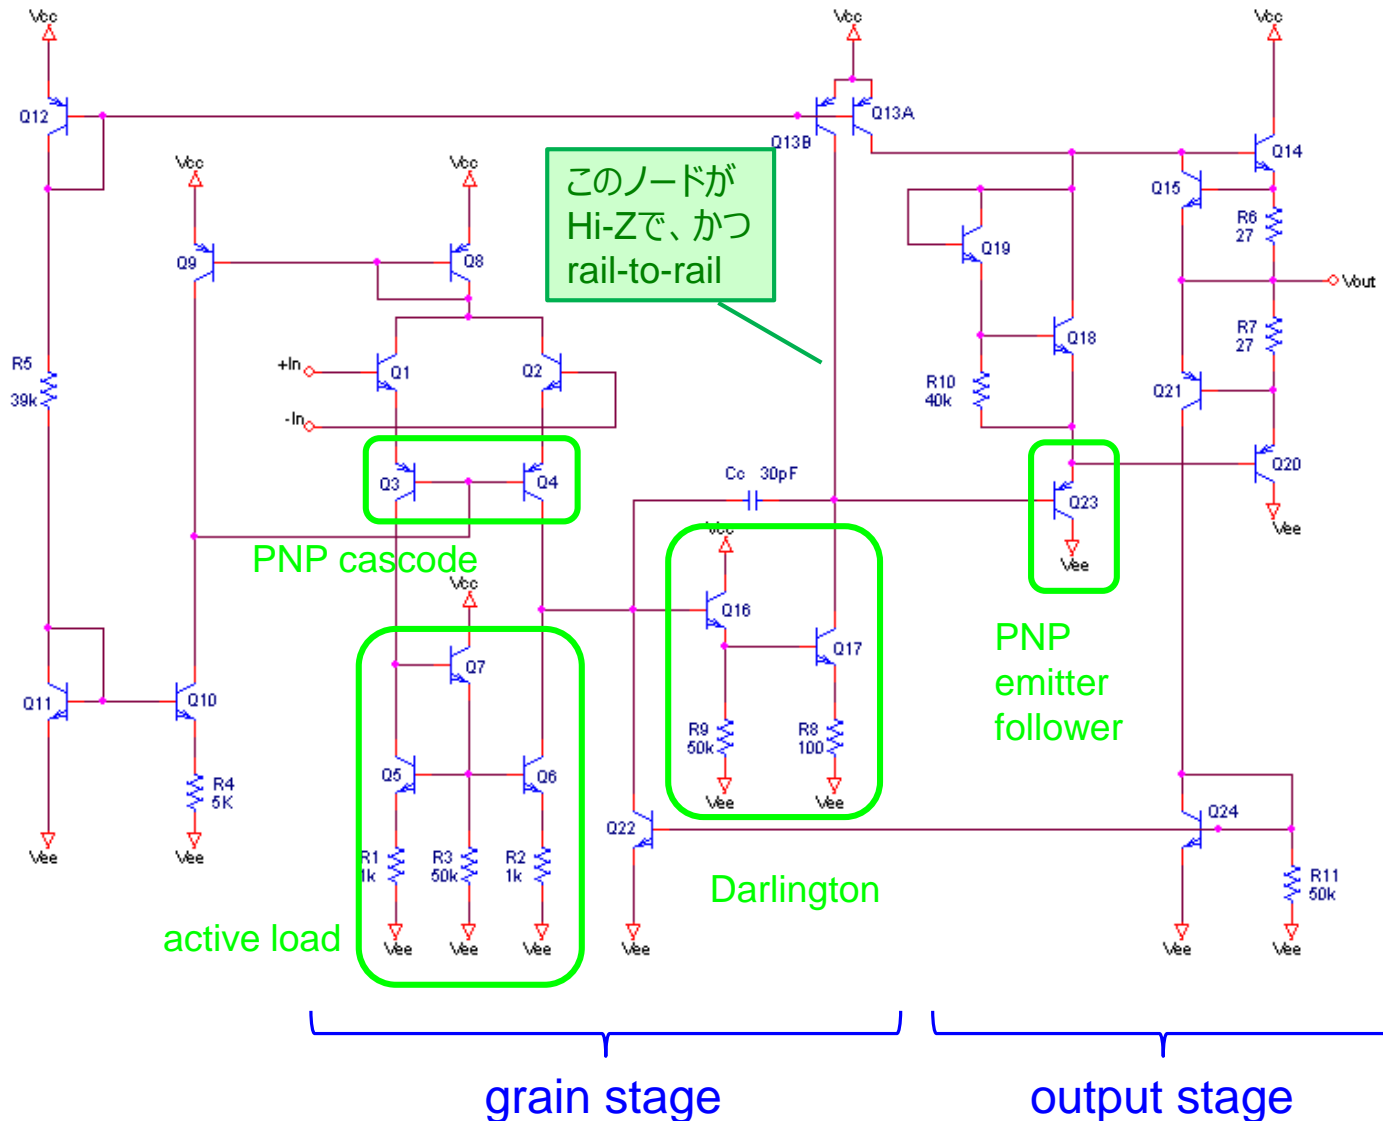 Vcc
Vcc
Vcc
Q12
Q13B
Q13A
Q14
Vcc
Vcc
このノードが
Hi-Zで、かつ
rail-to-rail
Q15
R6
27
Q9
Q8
Q19
Vout
R5
39k
+In
Q1
Q2
-In
R10
40k
Q18
R7
27
Q21
Q3
Q4
Cc 30pF
Q23
Q20
Vee
Vee
PNP cascode
Vcc
Vcc
Q16
Q17
PNP
emitter
follower
Q7
Q11
Q10
R9
50k
R8
100
R4
5K
Q5
Q6
Vee
Vee
Vee
Vee
Q22
Q24
R1
1k
R3
50k
R2
1k
Darlington
R11
50k
active load
Vee
Vee
Vee
Vee
Vee
Vee
grain stage
output stage